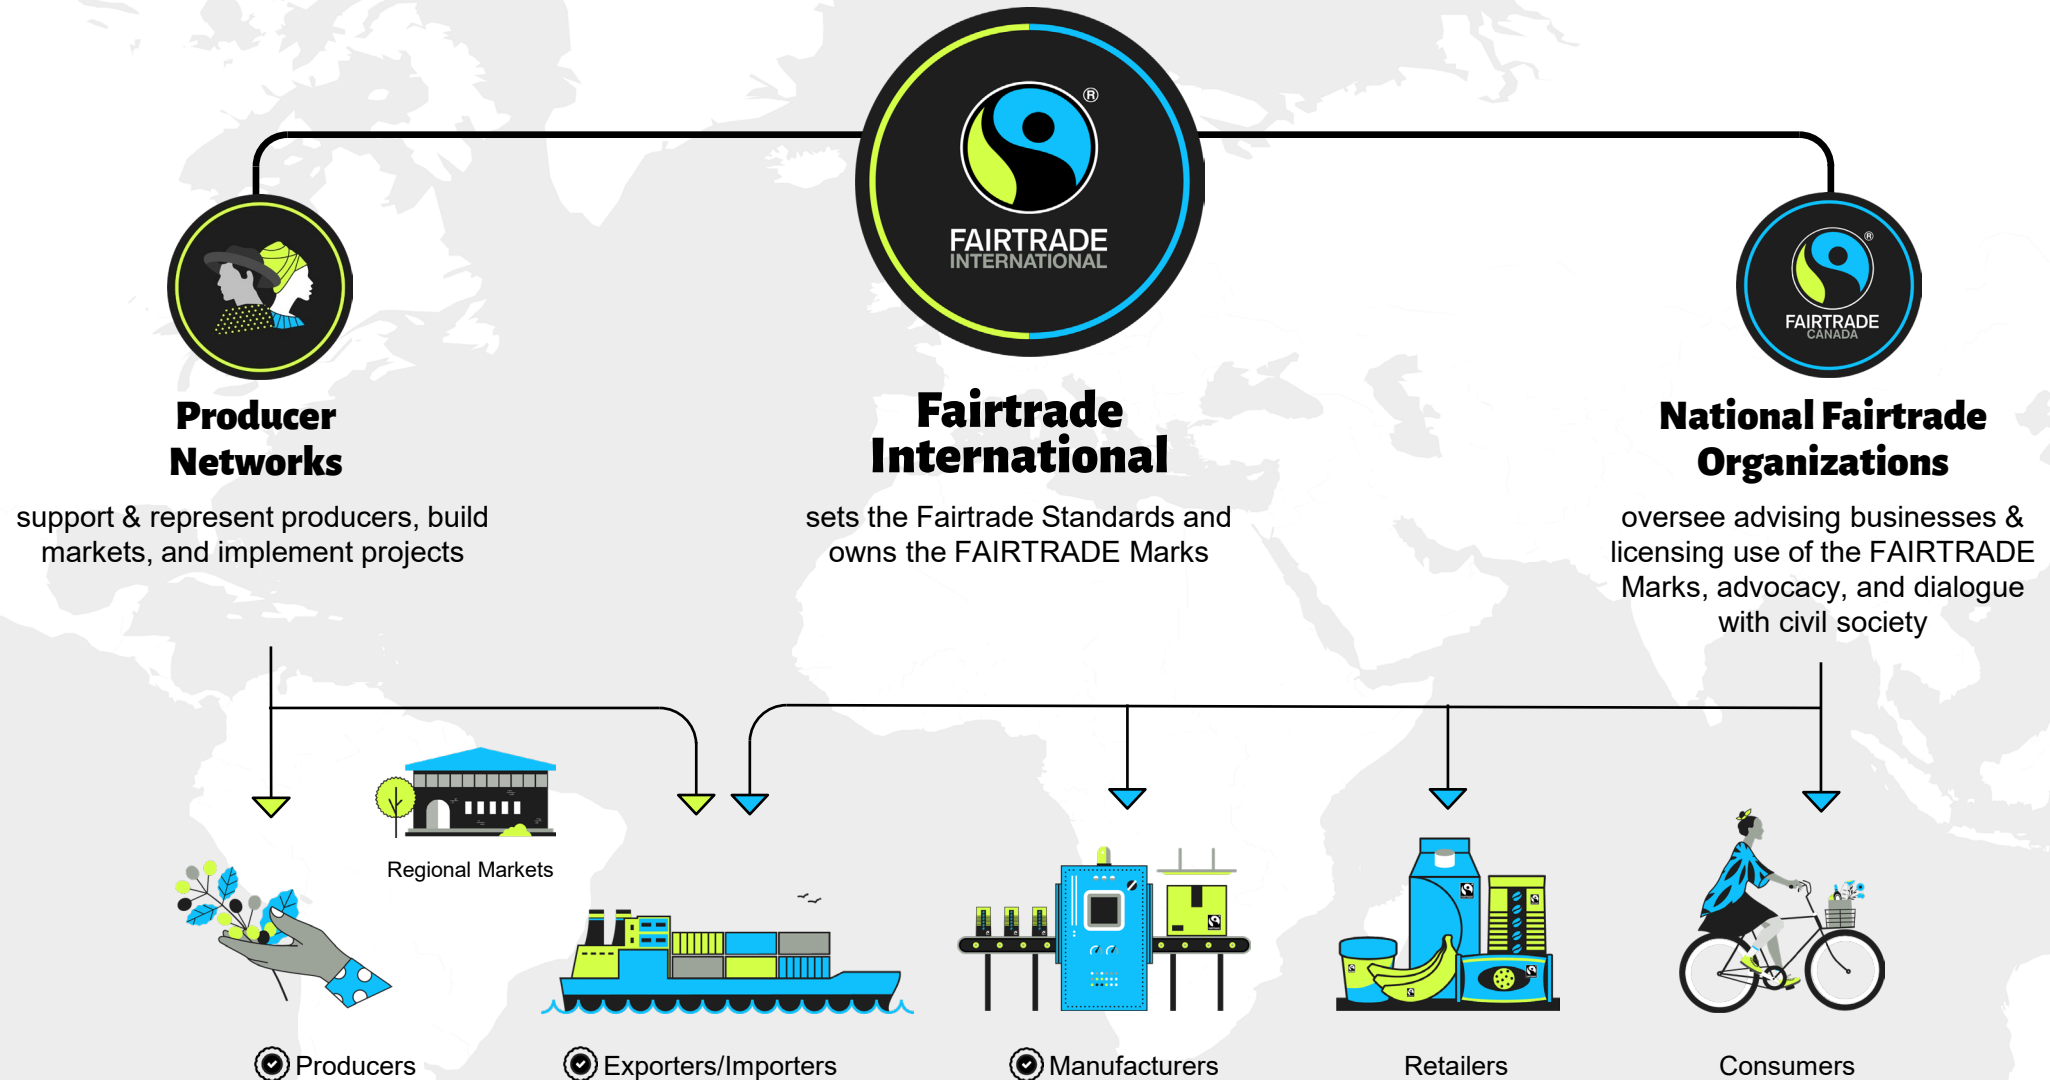 ®
FAIRTRADE
INTERNATIONAL
®
FAIRTRADE
CANADA
Producer
Networks
support & represent producers, build
markets, and implement projects
Fairtrade
International
sets the Fairtrade Standards and
owns the FAIRTRADE Marks
National Fairtrade
Organizations
oversee advising businesses &
licensing use of the FAIRTRADE
Marks, advocacy, and dialogue
with civil society
Regional Markets
Producers
Exporters/Importers
Manufacturers
Retailers
Consumers